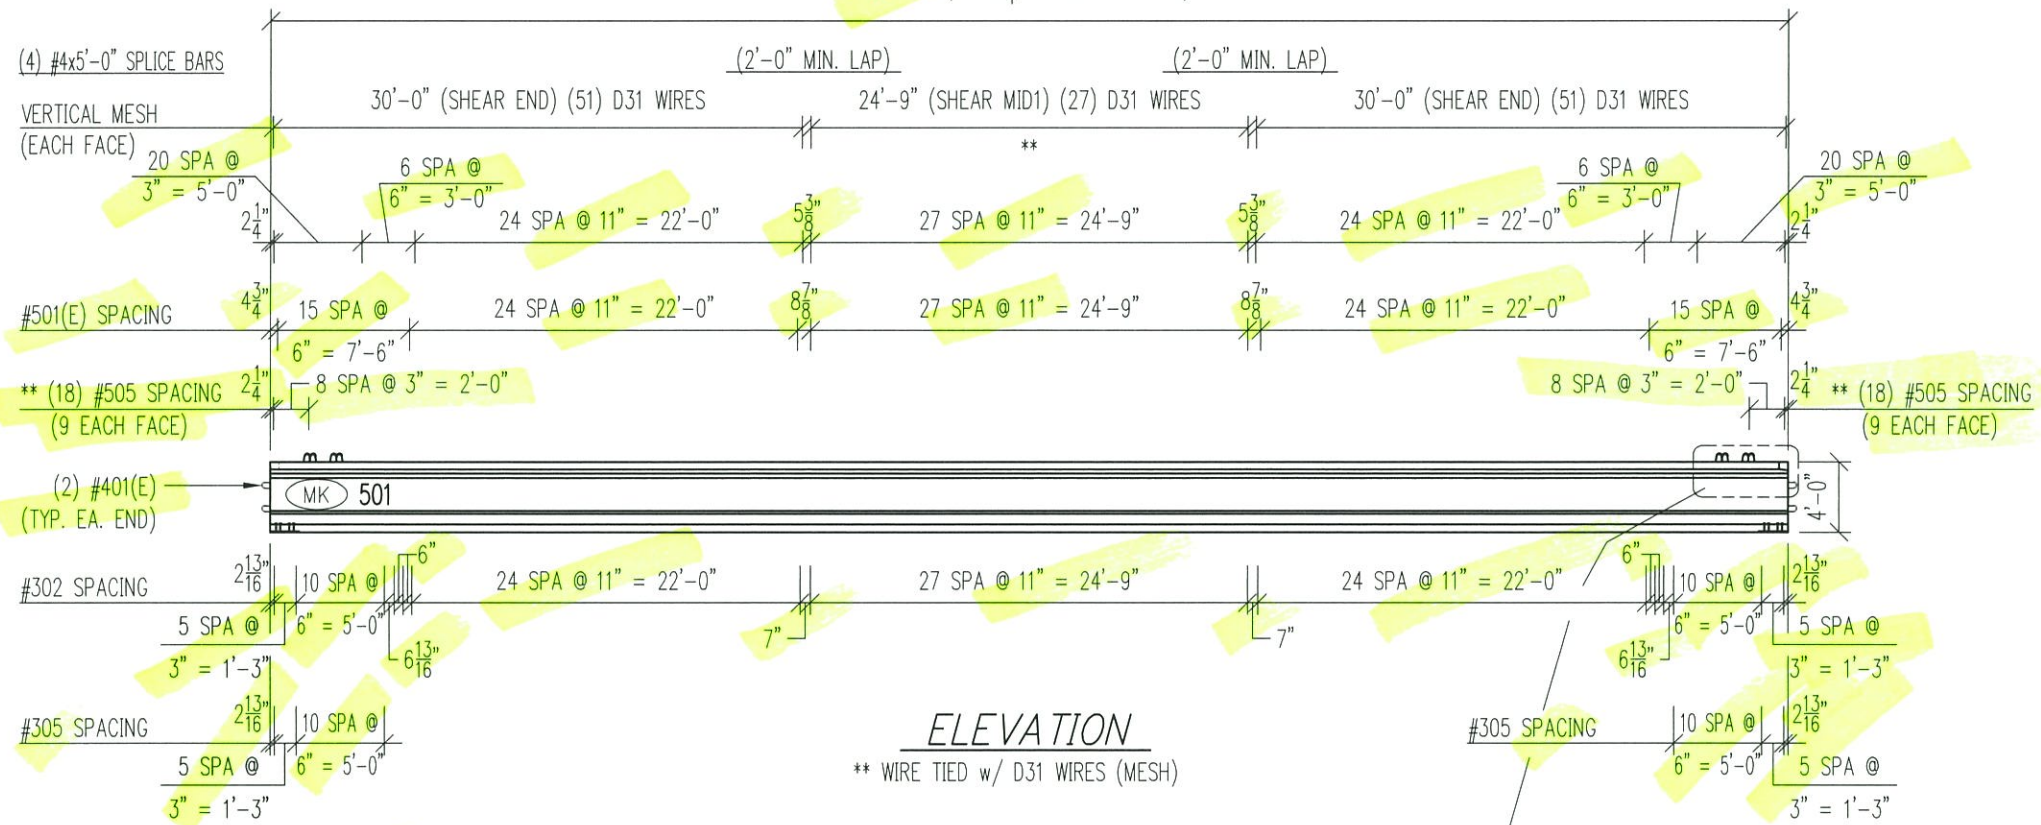 (4) #4x5'-0" SPLICE BARS
(2'-0" MIN. LAP)
(2'-0" MIN. LAP)
VERTICAL MESH
(EACH FACE)
30'-0" (SHEAR END) (51) D31 WIRES
24'-9" (SHEAR MID1) (27) D31 WIRES
30'-0" (SHEAR END) (51) D31 WIRES
**
20 SPA @
3" = 5'-0"
6 SPA @
6" = 3'-0"
6 SPA @
6" = 3'-0"
20 SPA @
3" = 5'-0"
2 1/4"
24 SPA @ 11" = 22'-0"
5 3/8"
27 SPA @ 11" = 24'-9"
5 3/8"
24 SPA @ 11" = 22'-0"
2 1/4"
#501(E) SPACING
4 3/4"
15 SPA @
6" = 7'-6"
24 SPA @ 11" = 22'-0"
8 7/8"
27 SPA @ 11" = 24'-9"
8 7/8"
24 SPA @ 11" = 22'-0"
15 SPA @
6" = 7'-6"
4 3/4"
** (18) #505 SPACING
(9 EACH FACE)
2 1/4"
8 SPA @ 3" = 2'-0"
8 SPA @ 3" = 2'-0"
2 1/4"
** (18) #505 SPACING
(9 EACH FACE)
(2) #401(E)
(TYP. EA. END)
MK 501
4'-0"
#302 SPACING
2 13/16"
5 SPA @
3" = 1'-3"
10 SPA @
6" = 5'-0"
6"
6 13/16"
24 SPA @ 11" = 22'-0"
7"
27 SPA @ 11" = 24'-9"
7"
24 SPA @ 11" = 22'-0"
6"
6 13/16"
10 SPA @
6" = 5'-0"
2 13/16"
5 SPA @
3" = 1'-3"
#305 SPACING
2 13/16"
10 SPA @
6" = 5'-0"
5 SPA @
3" = 1'-3"
ELEVATION
** WIRE TIED w/ D31 WIRES (MESH)
#305 SPACING
10 SPA @
6" = 5'-0"
2 13/16"
5 SPA @
3" = 1'-3"